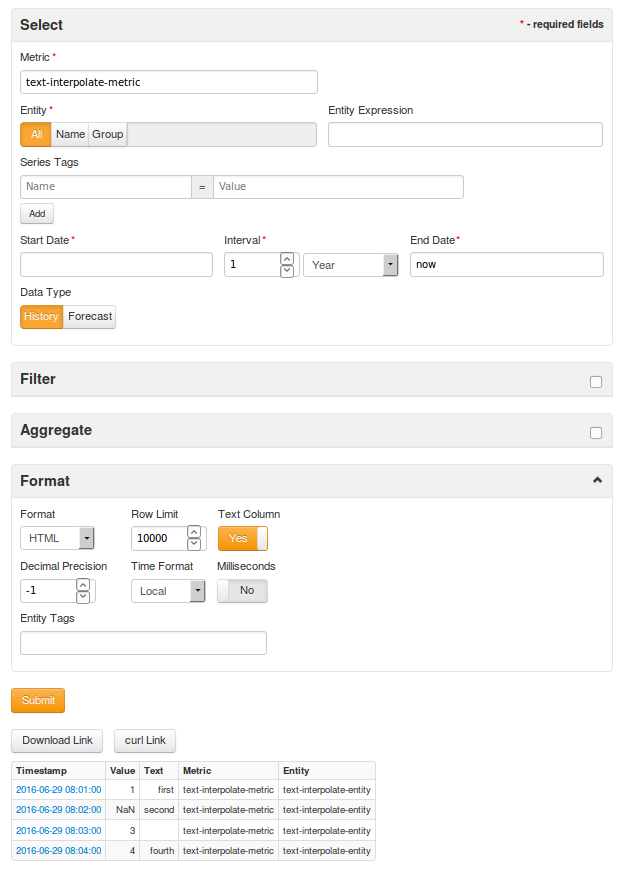 Select * - required fields
Metric *
text-interpolate-metric
Entity * Entity Expression
All Name Group
Series Tags
Name = Value
Add
Start Date * Interval * End Date *
1 Year now
Data Type
History Forecast
Filter
Aggregate
Format
Format Row Limit Text Column
HTML 10000 Yes
Decimal Precision Time Format Milliseconds
-1 Local No
Entity Tags
Submit
Download Link curl Link
Timestamp Value Text Metric Entity
2016-06-29 08:01:00 1 first text-interpolate-metric text-interpolate-entity
2016-06-29 08:02:00 NaN second text-interpolate-metric text-interpolate-entity
2016-06-29 08:03:00 3 text-interpolate-metric text-interpolate-entity
2016-06-29 08:04:00 4 fourth text-interpolate-metric text-interpolate-entity